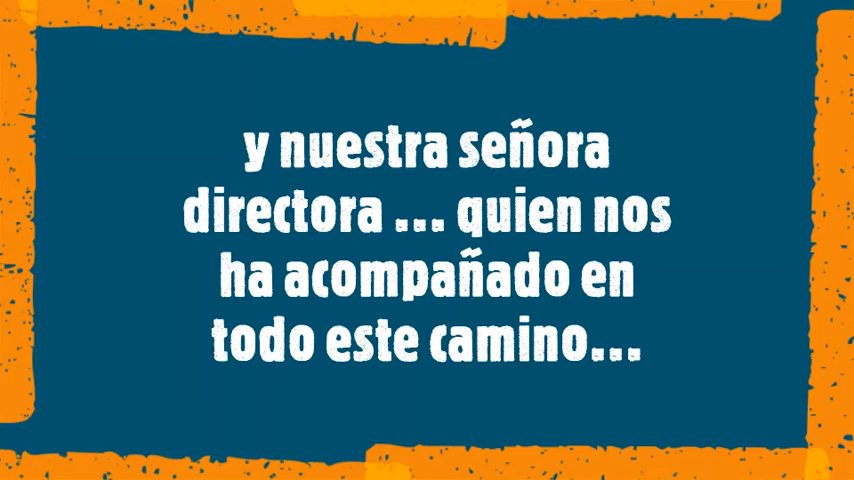 y nuestra señora
directora ... quien nos
ha acompañado en
todo este camino...